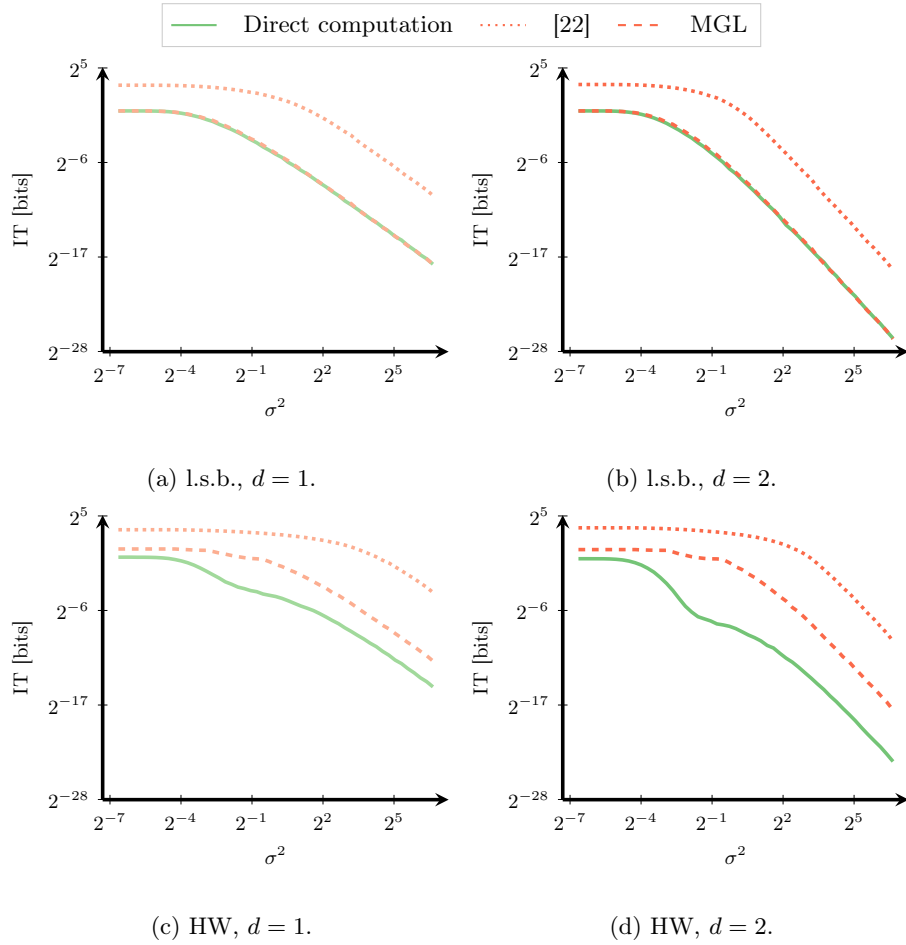 Direct computation [22] MGL
2^5
2^-6
2^-17
2^-28
IT [bits]
2^-7 2^-4 2^-1 2^2 2^5
σ^2
(a) l.s.b., d = 1.
2^5
2^-6
2^-17
2^-28
IT [bits]
2^-7 2^-4 2^-1 2^2 2^5
σ^2
(b) l.s.b., d = 2.
2^5
2^-6
2^-17
2^-28
IT [bits]
2^-7 2^-4 2^-1 2^2 2^5
σ^2
(c) HW, d = 1.
2^5
2^-6
2^-17
2^-28
IT [bits]
2^-7 2^-4 2^-1 2^2 2^5
σ^2
(d) HW, d = 2.